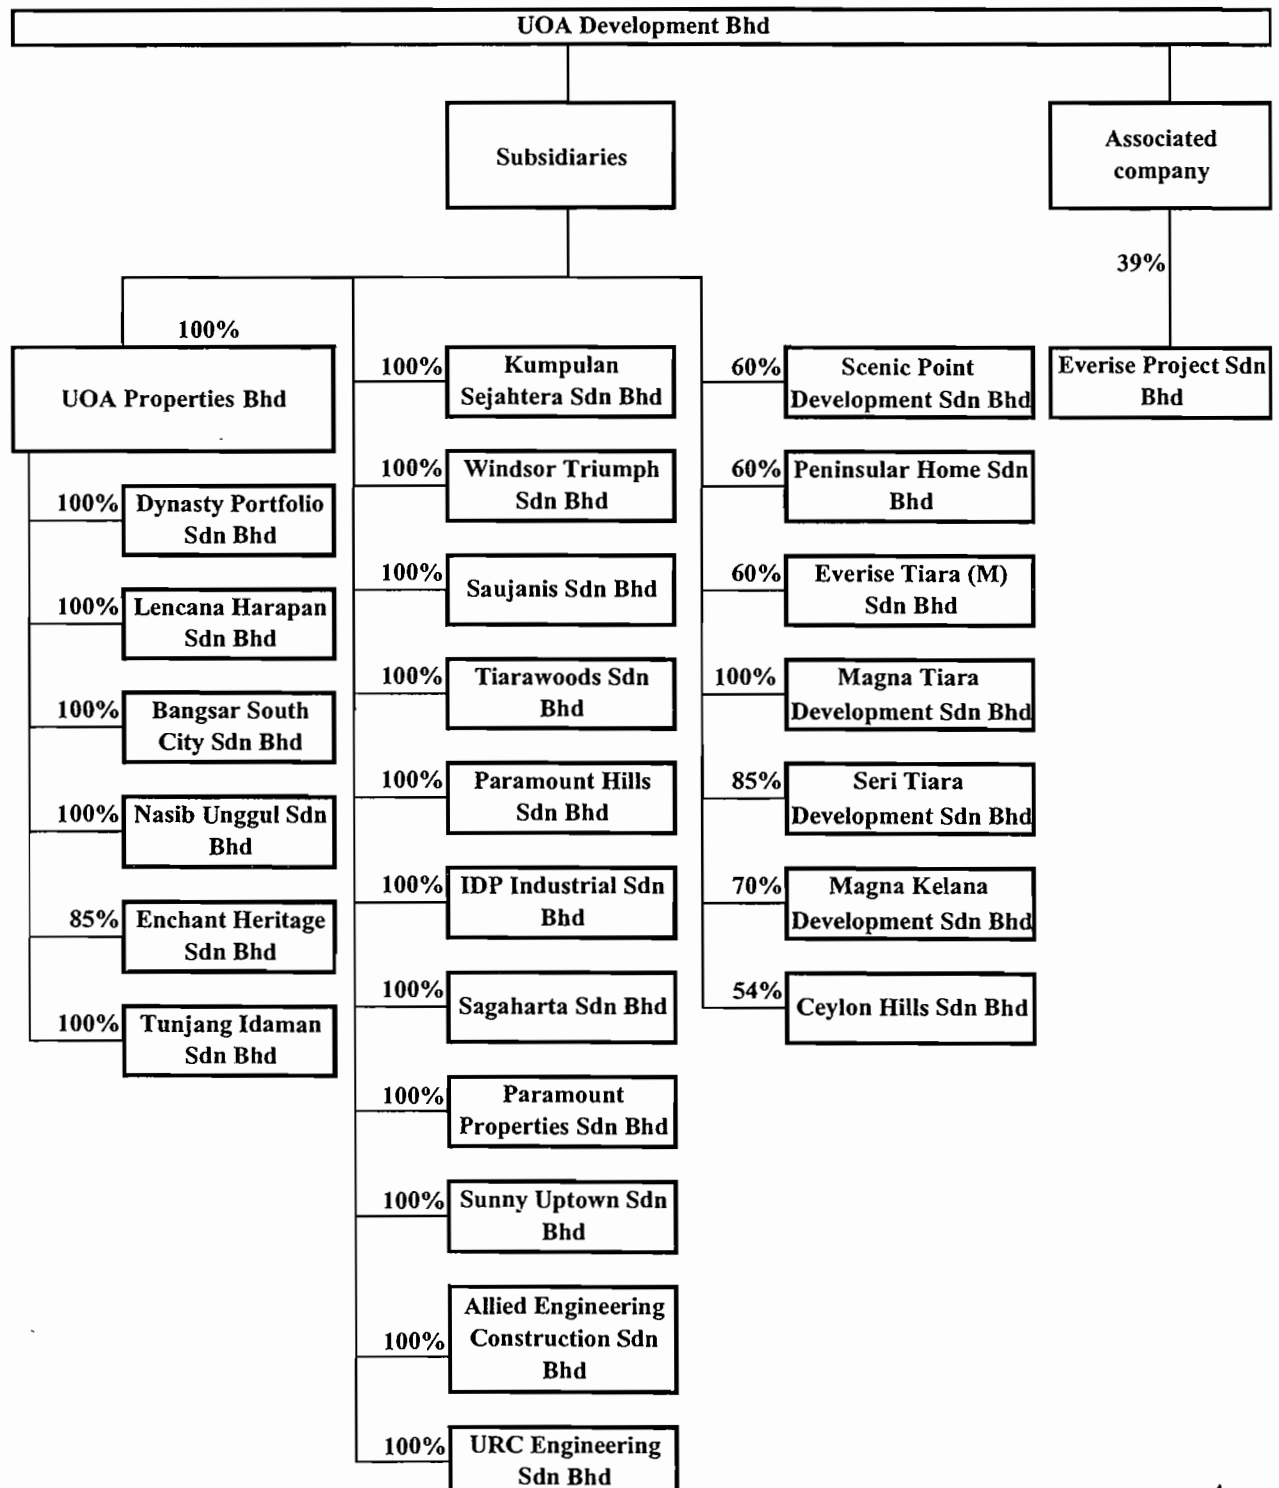 UOA Development Bhd
Subsidiaries
Associated
company
39%
Everise Project Sdn
Bhd
100%
UOA Properties Bhd
100%
Dynasty Portfolio
Sdn Bhd
100%
Lencana Harapan
Sdn Bhd
100%
Bangsar South
City Sdn Bhd
100%
Nasib Unggul Sdn
Bhd
85%
Enchant Heritage
Sdn Bhd
100%
Tunjang Idaman
Sdn Bhd
100%
Kumpulan
Sejahtera Sdn Bhd
100%
Windsor Triumph
Sdn Bhd
100%
Saujanis Sdn Bhd
100%
Tiarawoods Sdn
Bhd
100%
Paramount Hills
Sdn Bhd
100%
IDP Industrial Sdn
Bhd
100%
Sagaharta Sdn Bhd
100%
Paramount
Properties Sdn Bhd
100%
Sunny Uptown Sdn
Bhd
100%
Allied Engineering
Construction Sdn
Bhd
100%
URC Engineering
Sdn Bhd
60%
Scenic Point
Development Sdn Bhd
60%
Peninsular Home Sdn
Bhd
60%
Everise Tiara (M)
Sdn Bhd
100%
Magna Tiara
Development Sdn Bhd
85%
Seri Tiara
Development Sdn Bhd
70%
Magna Kelana
Development Sdn Bhd
54%
Ceylon Hills Sdn Bhd